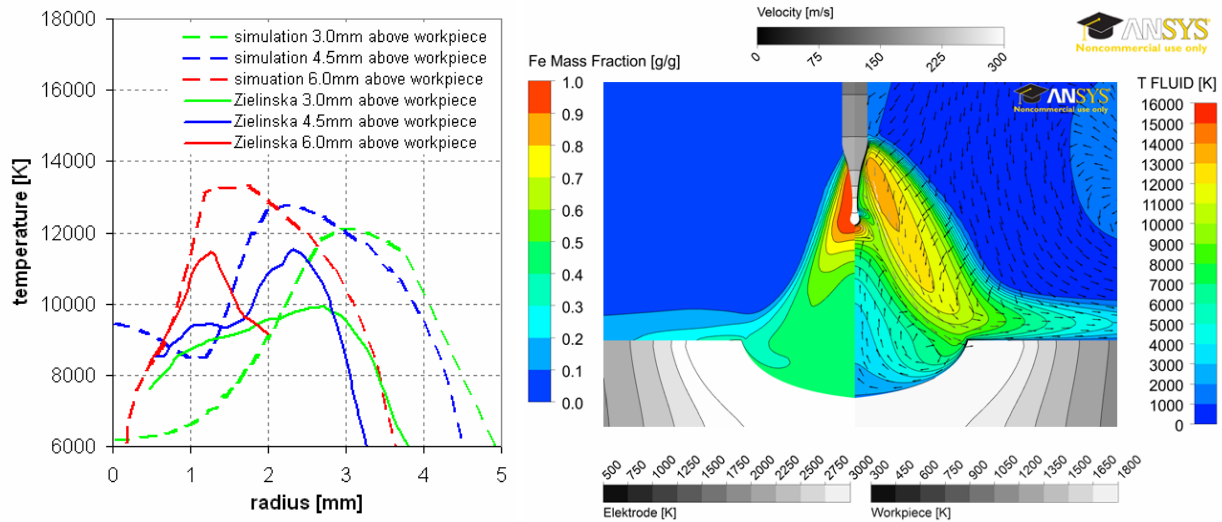 18000
16000
14000
12000
10000
8000
6000
temperature [K]
simulation 3.0mm above workpiece
simulation 4.5mm above workpiece
simuation 6.0mm above workpiece
Zielinska 3.0mm above workpiece
Zielinska 4.5mm above workpiece
Zielinska 6.0mm above workpiece
0 1 2 3 4 5
radius [mm]
Velocity [m/s]
0 75 150 225 300
ANSYS
Noncommercial use only
Fe Mass Fraction [g/g]
1.0
0.9
0.8
0.7
0.6
0.5
0.4
0.3
0.2
0.1
0.0
ANSYS
Noncommercial use only
T FLUID [K]
16000
15000
14000
13000
12000
11000
10000
9000
8000
7000
6000
5000
4000
3000
2000
1000
0
500 750 1000 1250 1500 1750 2000 2250 2500 2750 3000
Elektrode [K]
300 450 600 750 900 1050 1200 1350 1500 1650 1800
Workpiece [K]